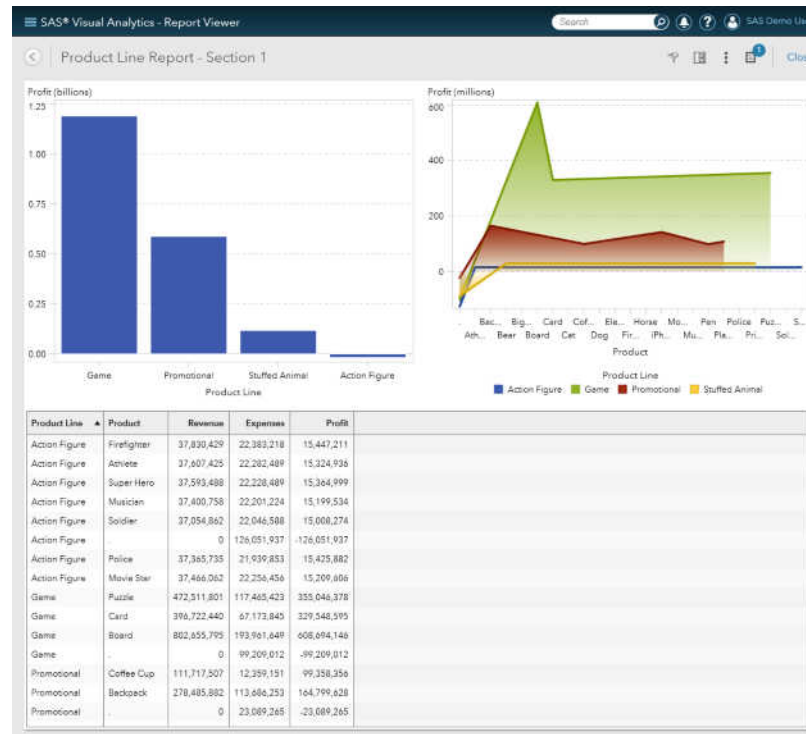 SAS® Visual Analytics - Report Viewer Search ? SAS Demo Use
Product Line Report - Section 1 1 Clos
Profit (billions)
1.25
1.00
0.75
0.50
0.25
0.00
Game Promotional Stuffed Animal Action Figure
Product Line
Profit (millions)
600
400
200
0
. Bac... Big... Card Cof... Ele... Horse Mo... Pen Police Puz... S...
Ath... Bear Board Cat Dog Fir... iPh... Mu... Pla... Pri... Sol...
Product
Product Line
Action Figure Game Promotional Stuffed Animal
Product Line Product Revenue Expenses Profit
Action Figure Firefighter 37,830,429 22,383,218 15,447,211
Action Figure Athlete 37,607,425 22,282,489 15,324,936
Action Figure Super Hero 37,593,488 22,228,489 15,364,999
Action Figure Musician 37,400,758 22,201,224 15,199,534
Action Figure Soldier 37,054,862 22,046,588 15,008,274
Action Figure . 0 126,051,937 -126,051,937
Action Figure Police 37,365,735 21,939,853 15,425,882
Action Figure Movie Star 37,466,062 22,256,456 15,209,606
Game Puzzle 472,511,801 117,465,423 355,046,378
Game Card 396,722,440 67,173,845 329,548,595
Game Board 802,655,795 193,961,649 608,694,146
Game . 0 99,209,012 -99,209,012
Promotional Coffee Cup 111,717,507 12,359,151 99,358,356
Promotional Backpack 278,485,882 113,686,253 164,799,628
Promotional . 0 23,089,265 -23,089,265